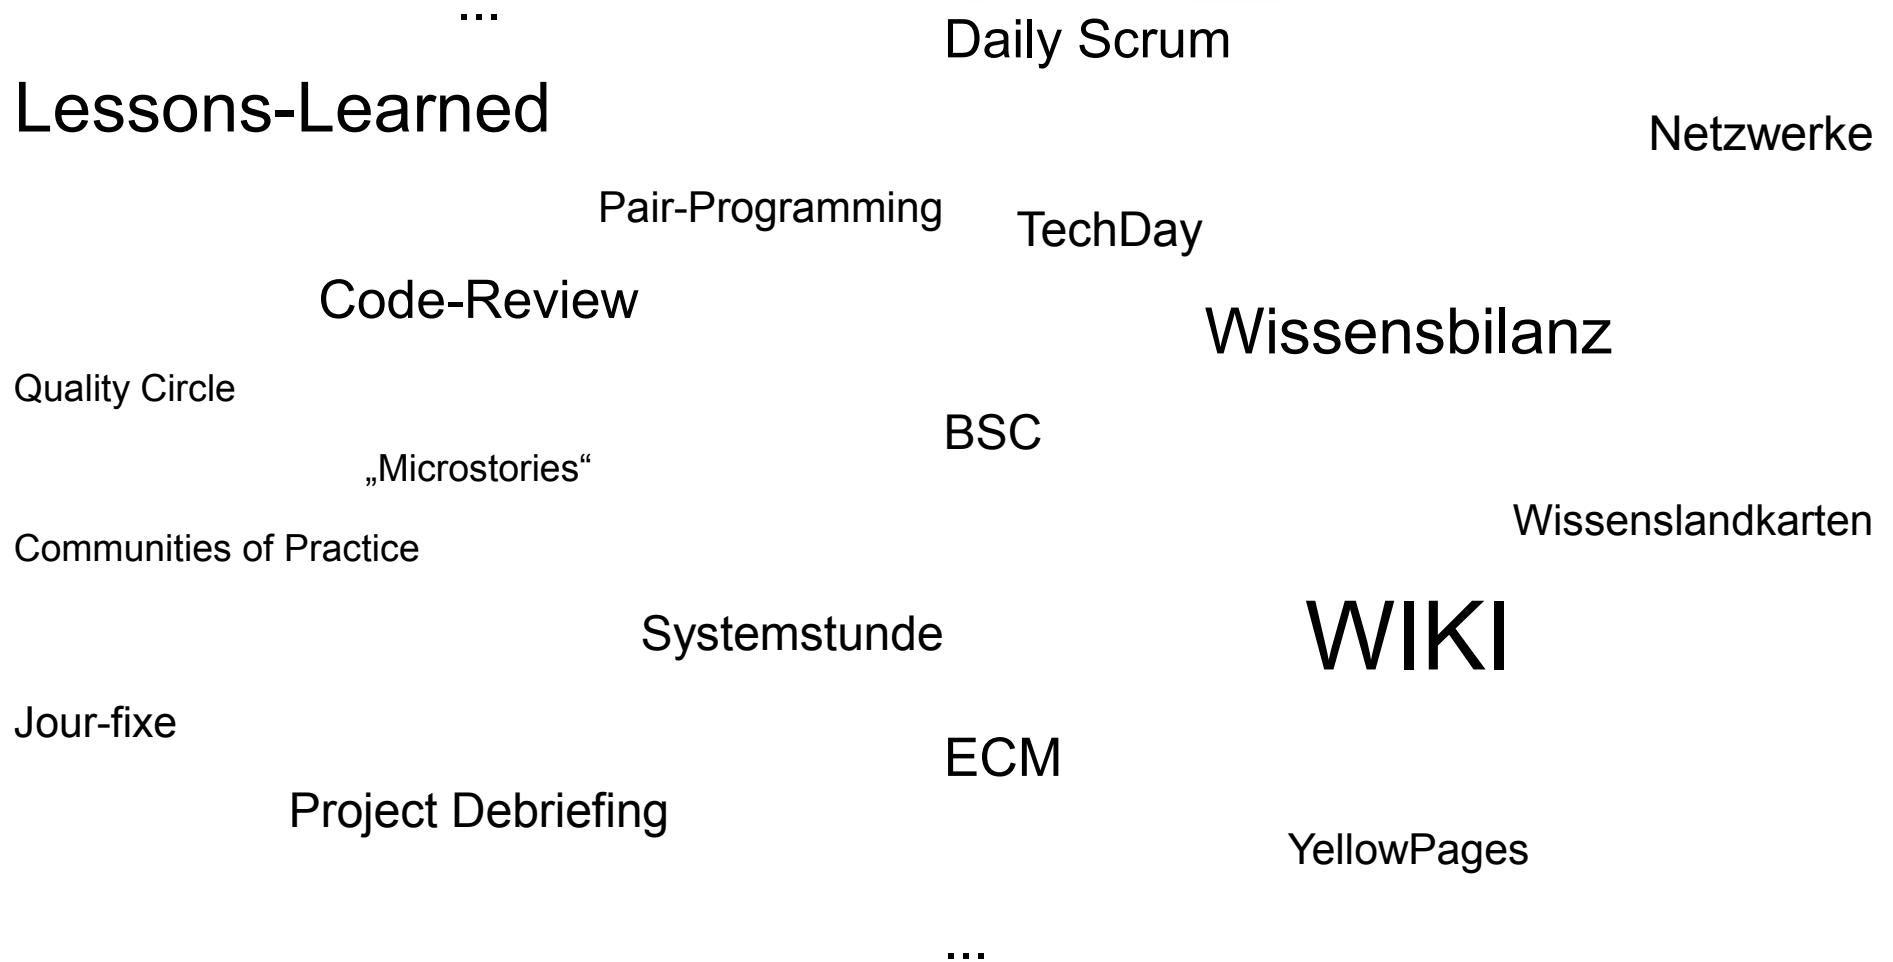 ...
Daily Scrum
Lessons-Learned
Netzwerke
Pair-Programming
TechDay
Code-Review
Wissensbilanz
Quality Circle
BSC
„Microstories“
Wissenslandkarten
Communities of Practice
Systemstunde
WIKI
Jour-fixe
ECM
Project Debriefing
YellowPages
...